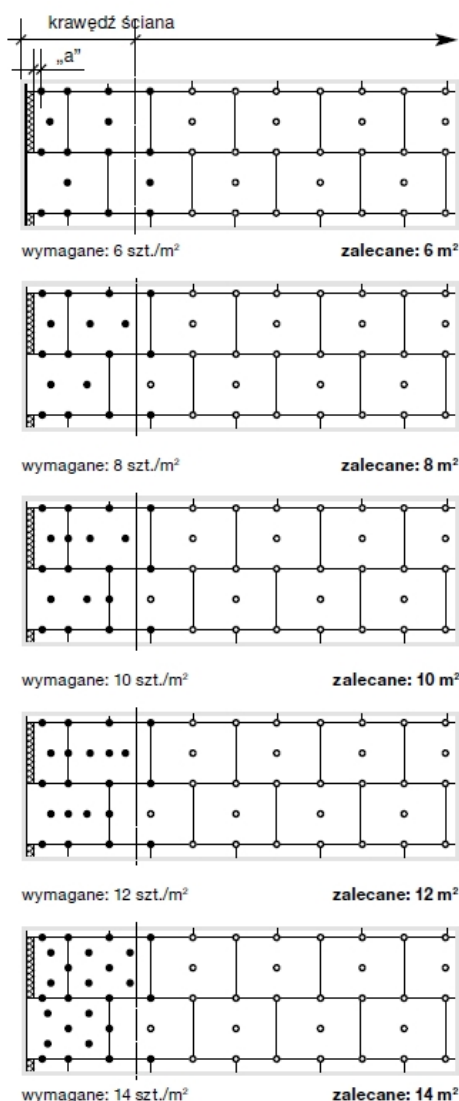 krawędź ściana
„a”
wymagane: 6 szt./m² zalecane: 6 m²
wymagane: 8 szt./m² zalecane: 8 m²
wymagane: 10 szt./m² zalecane: 10 m²
wymagane: 12 szt./m² zalecane: 12 m²
wymagane: 14 szt./m² zalecane: 14 m²